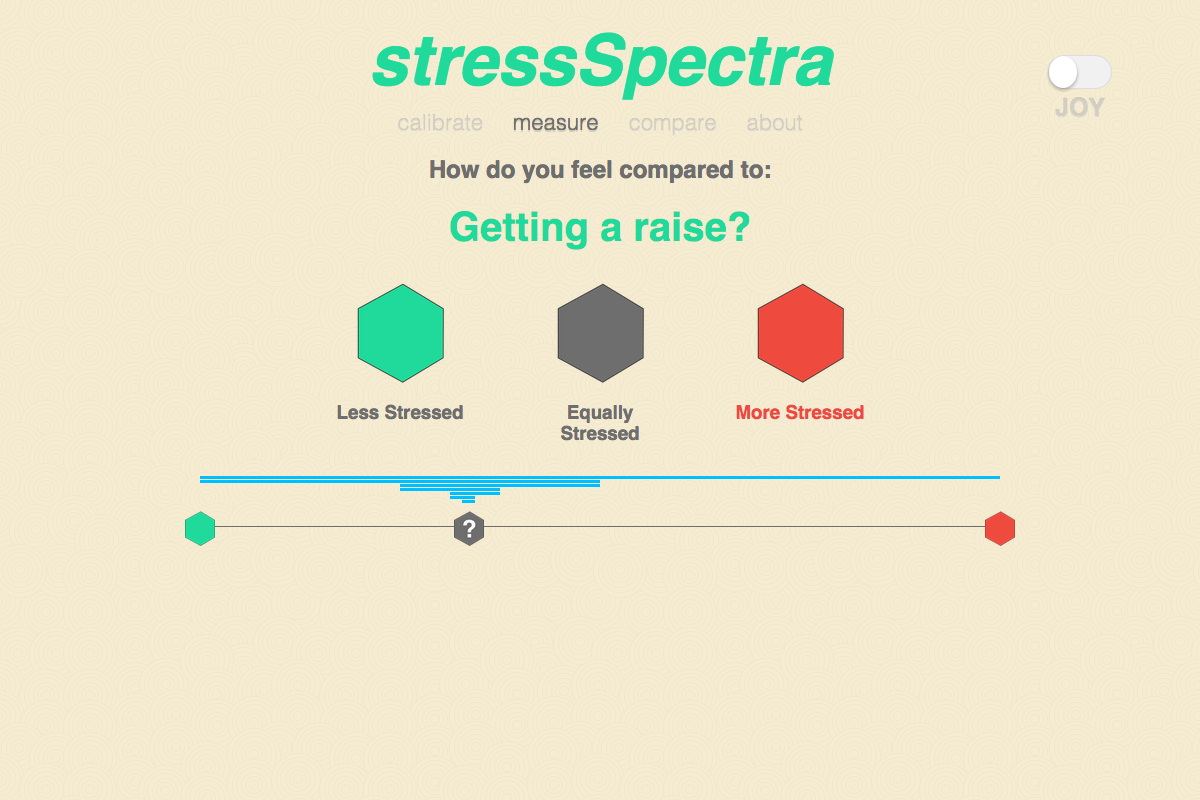 stressSpectra
JOY
calibrate measure compare about
How do you feel compared to:
Getting a raise?
Less Stressed
Equally
Stressed
More Stressed
?